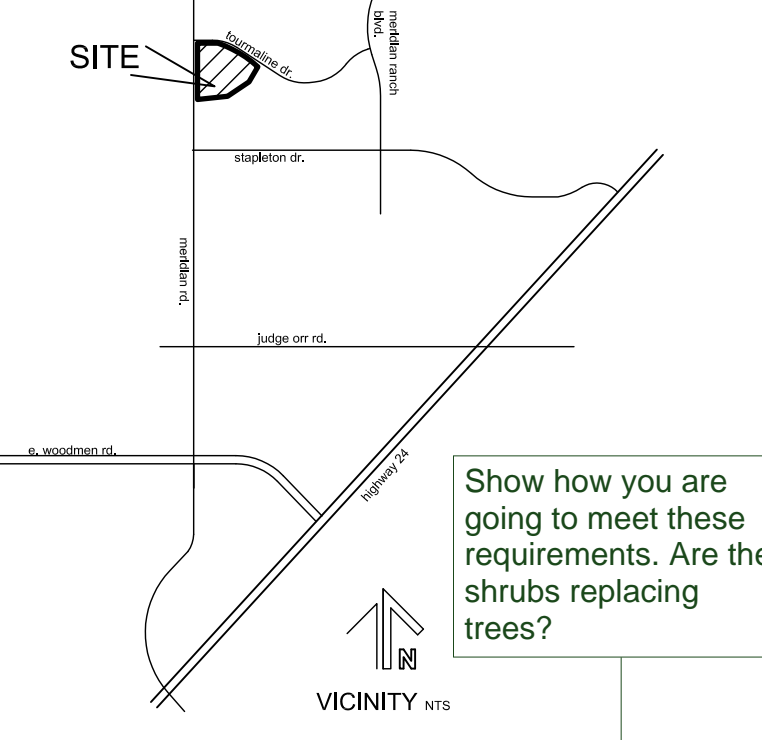 SITE
tourmaline dr.
meridian ranch
blvd.
stapleton dr.
meridian rd.
judge orr rd.
e. woodmen rd.
highway 24
Show how you are
going to meet these
requirements. Are the
shrubs replacing
trees?
N
VICINITY NTS